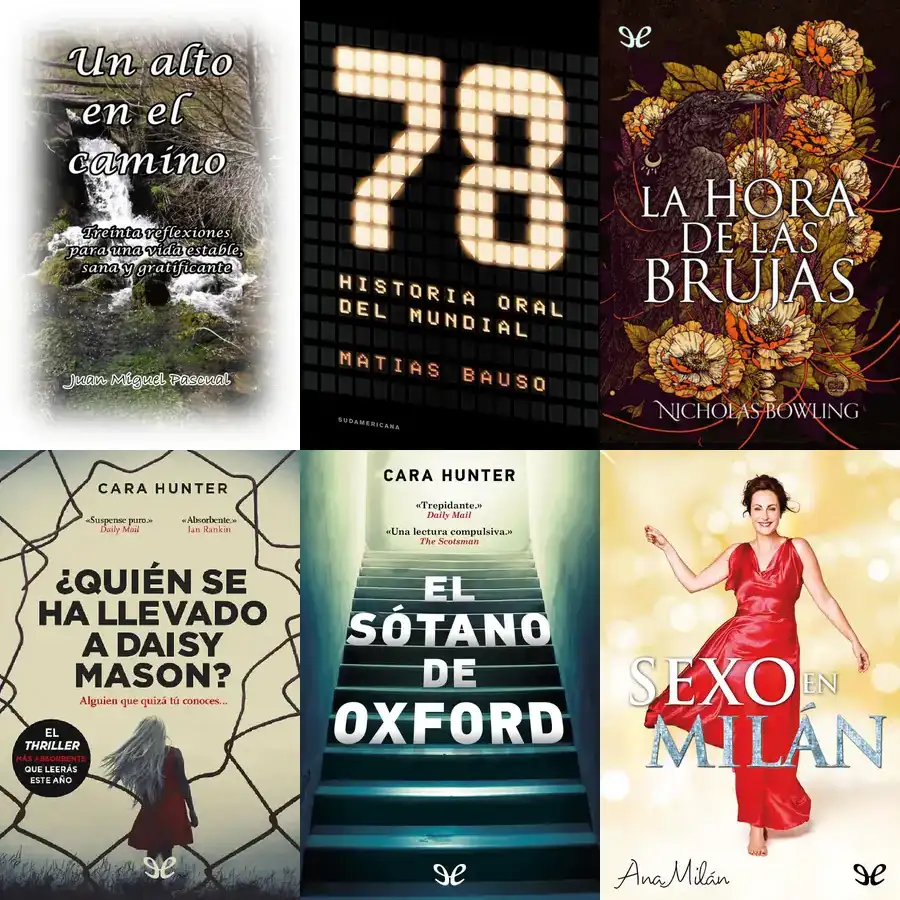 Un alto
en el
camino
Treinta reflexiones
para una vida estable,
sana y gratificante
Juan Miguel Pascual
78
HISTORIA ORAL
DEL MUNDIAL
MATIAS BAUSO
SUDAMERICANA
LA HORA
DE LAS
BRUJAS
NICHOLAS BOWLING
CARA HUNTER
«Suspense puro.»
Daily Mail
«Absorbente.»
Ian Rankin
¿QUIÉN SE
HA LLEVADO
A DAISY
MASON?
Alguien que quizá tú conoces...
EL
THRILLER
MÁS ABSORBENTE
QUE LEERÁS
ESTE AÑO
CARA HUNTER
«Trepidante.»
Daily Mail
«Una lectura compulsiva.»
The Scotsman
EL
SÓTANO
DE
OXFORD
SEXO EN
MILÁN
Ana Milán